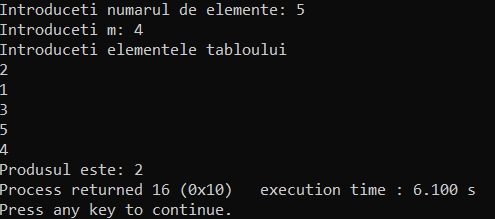 Introduceti numarul de elemente: 5
Introduceti m: 4
Introduceti elementele tabloului
2
1
3
5
4
Produsul este: 2
Process returned 16 (0x10)   execution time : 6.100 s
Press any key to continue.